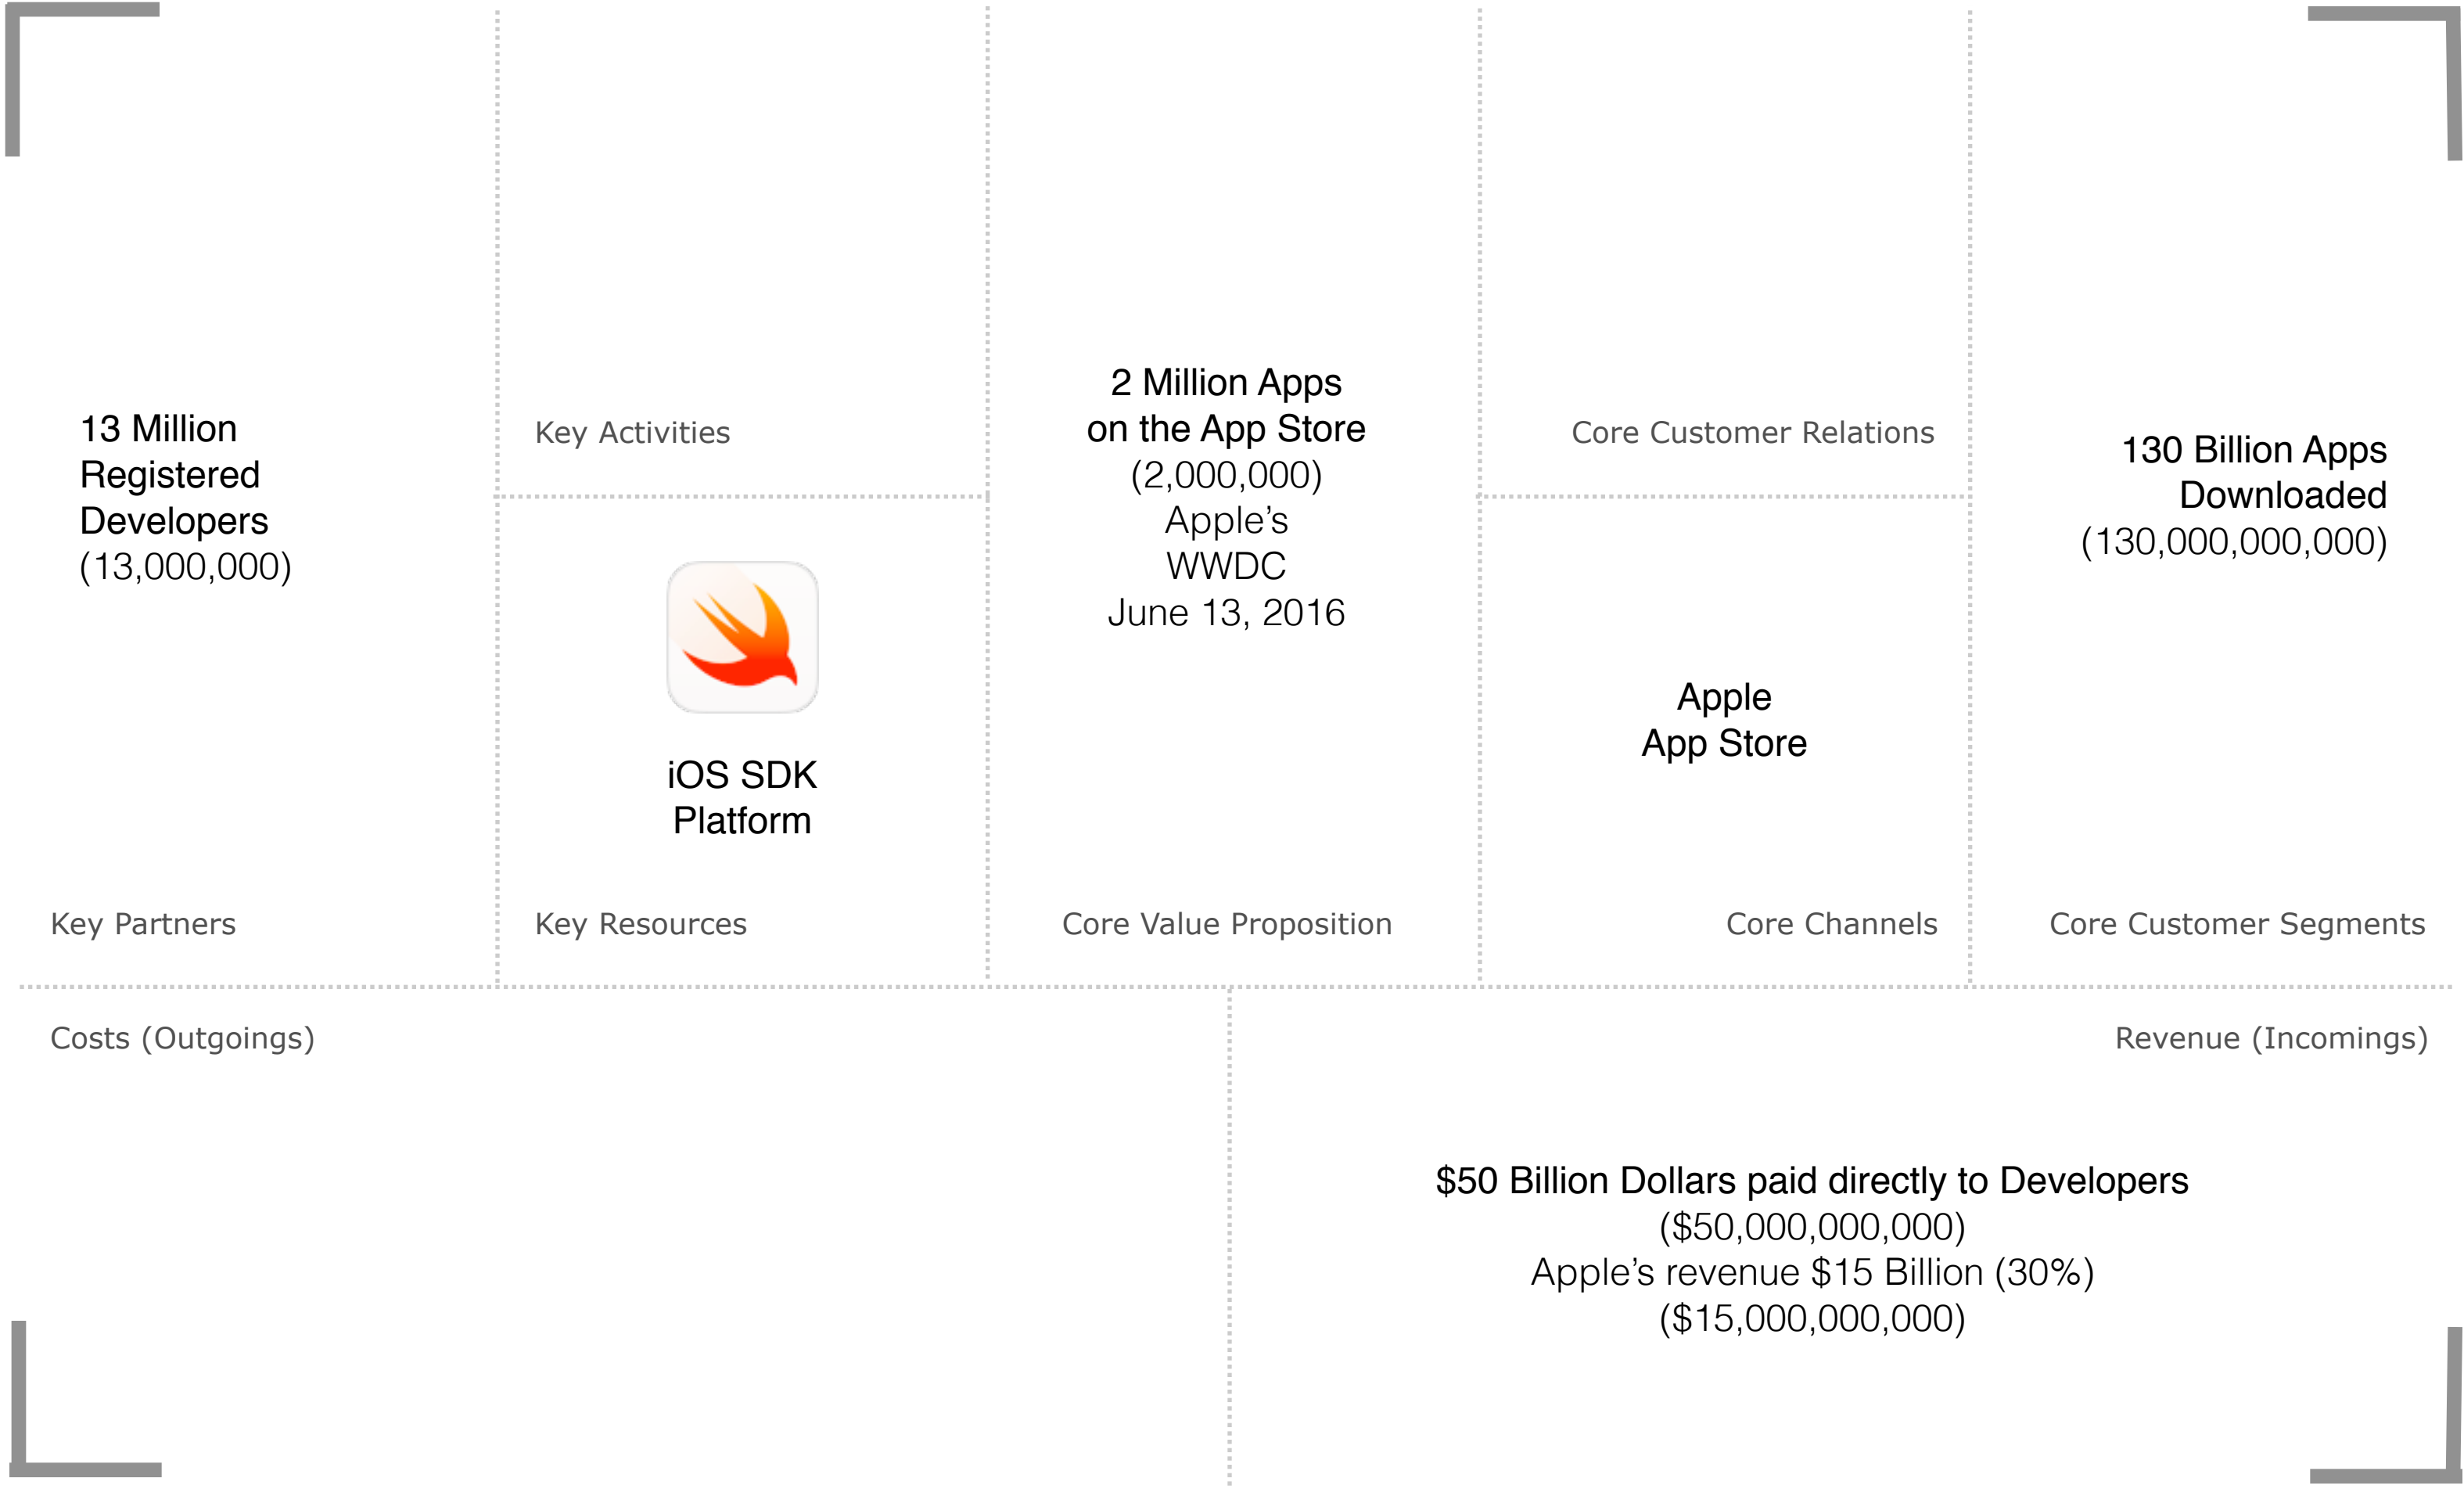 13 Million
Registered
Developers
(13,000,000)
Key Partners
Key Activities
iOS SDK
Platform
Key Resources
2 Million Apps
on the App Store
(2,000,000)
Apple’s
WWDC
June 13, 2016
Core Value Proposition
Core Customer Relations
Apple
App Store
Core Channels
130 Billion Apps
Downloaded
(130,000,000,000)
Core Customer Segments
Costs (Outgoings)
Revenue (Incomings)
$50 Billion Dollars paid directly to Developers
($50,000,000,000)
Apple’s revenue $15 Billion (30%)
($15,000,000,000)